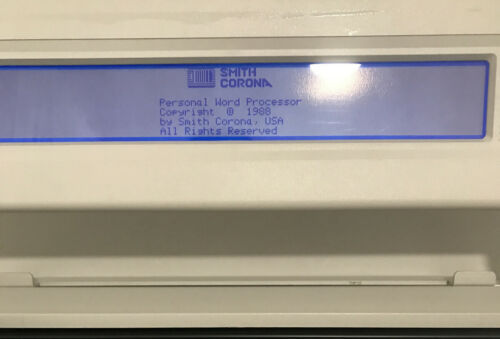 SMITH
CORONA
Personal Word Processor
Copyright © 1988
by Smith Corona, USA
All Rights Reserved